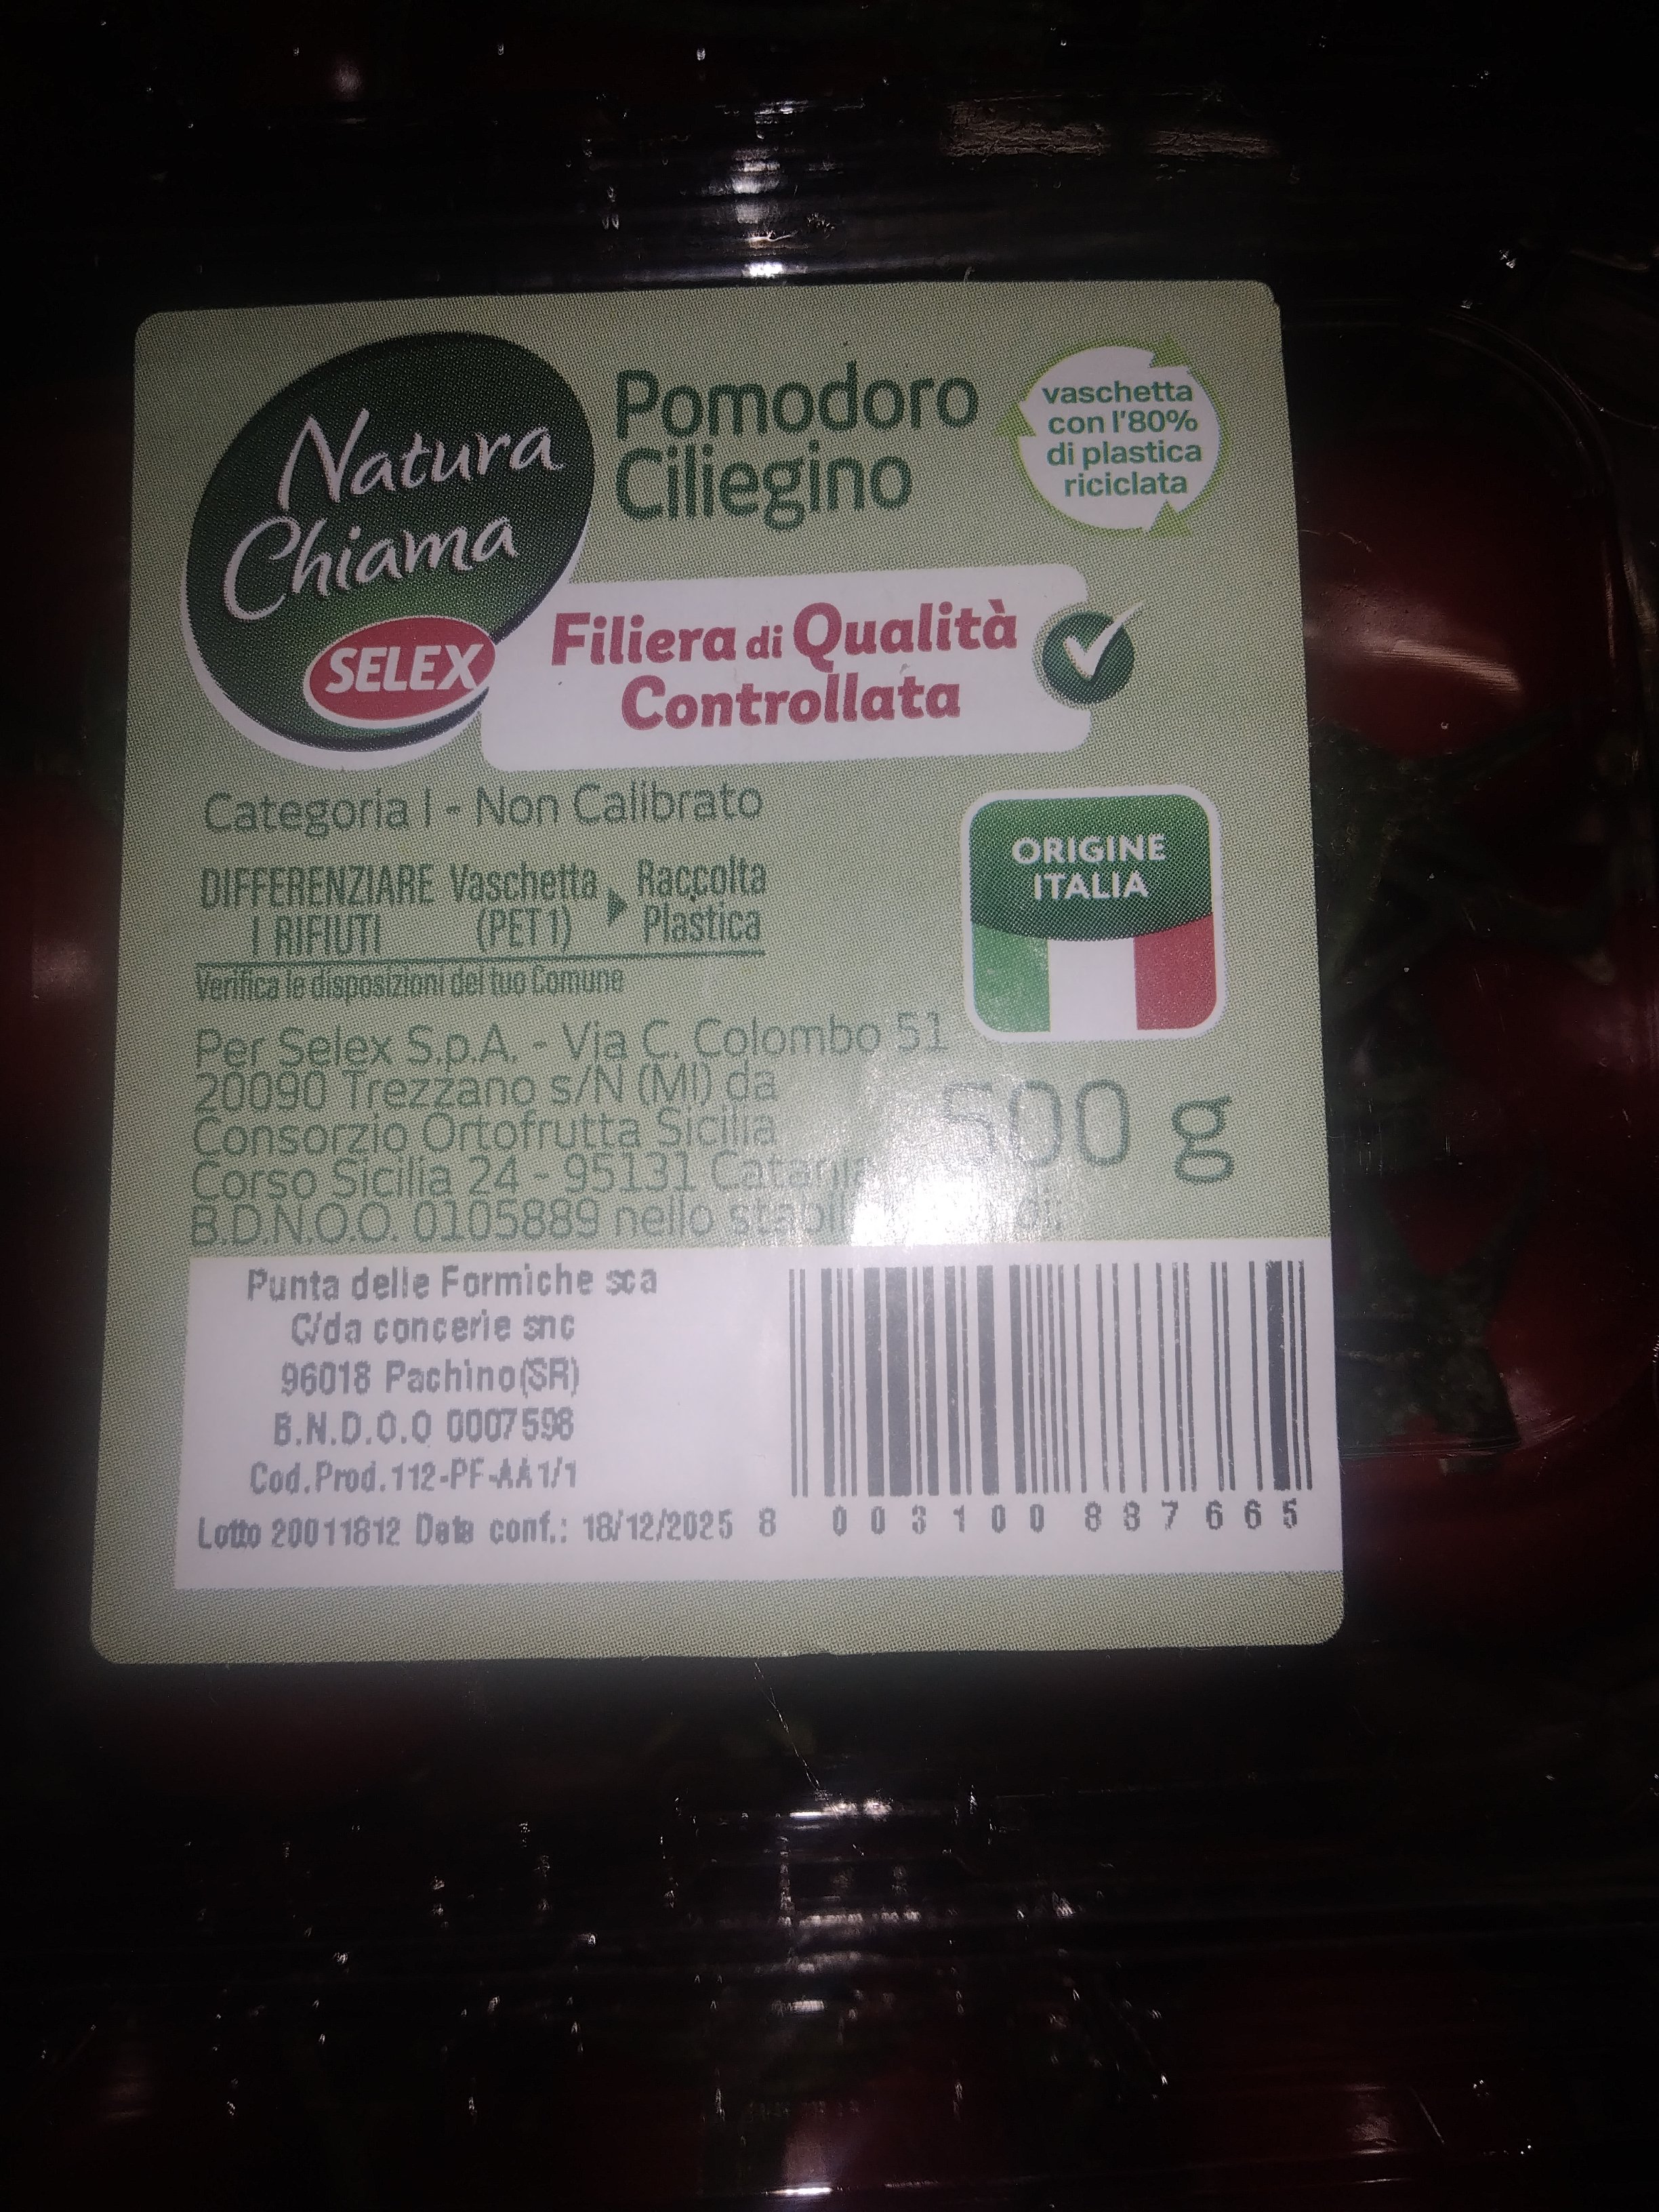 Natura
Chiama
SELEX
Pomodoro
Ciliegino
vaschetta
con l'80%
di plastica
riciclata
Filiera di Qualità
Controllata
Categoria I - Non Calibrato
DIFFERENZIARE
I RIFIUTI
Vaschetta
(PET 1)
Raccolta
Plastica
Verifica le disposizioni del tuo Comune
ORIGINE
ITALIA
Per Selex S.p.A. - Via C. Colombo 51
20090 Trezzano s/N (MI) da
Consorzio Ortofrutta Sicilia
Corso Sicilia 24 - 95131 Catania
B.D.N.O.O. 0105889 nello
500 g
Punta delle Formiche sca
C/da concerie snc
96018 Pachino(SR)
B.N.D.O.O 0007598
Cod.Prod.112-PF-AA1/1
Lotto 20011812 Data conf.: 18/12/2025
8 003100 887665